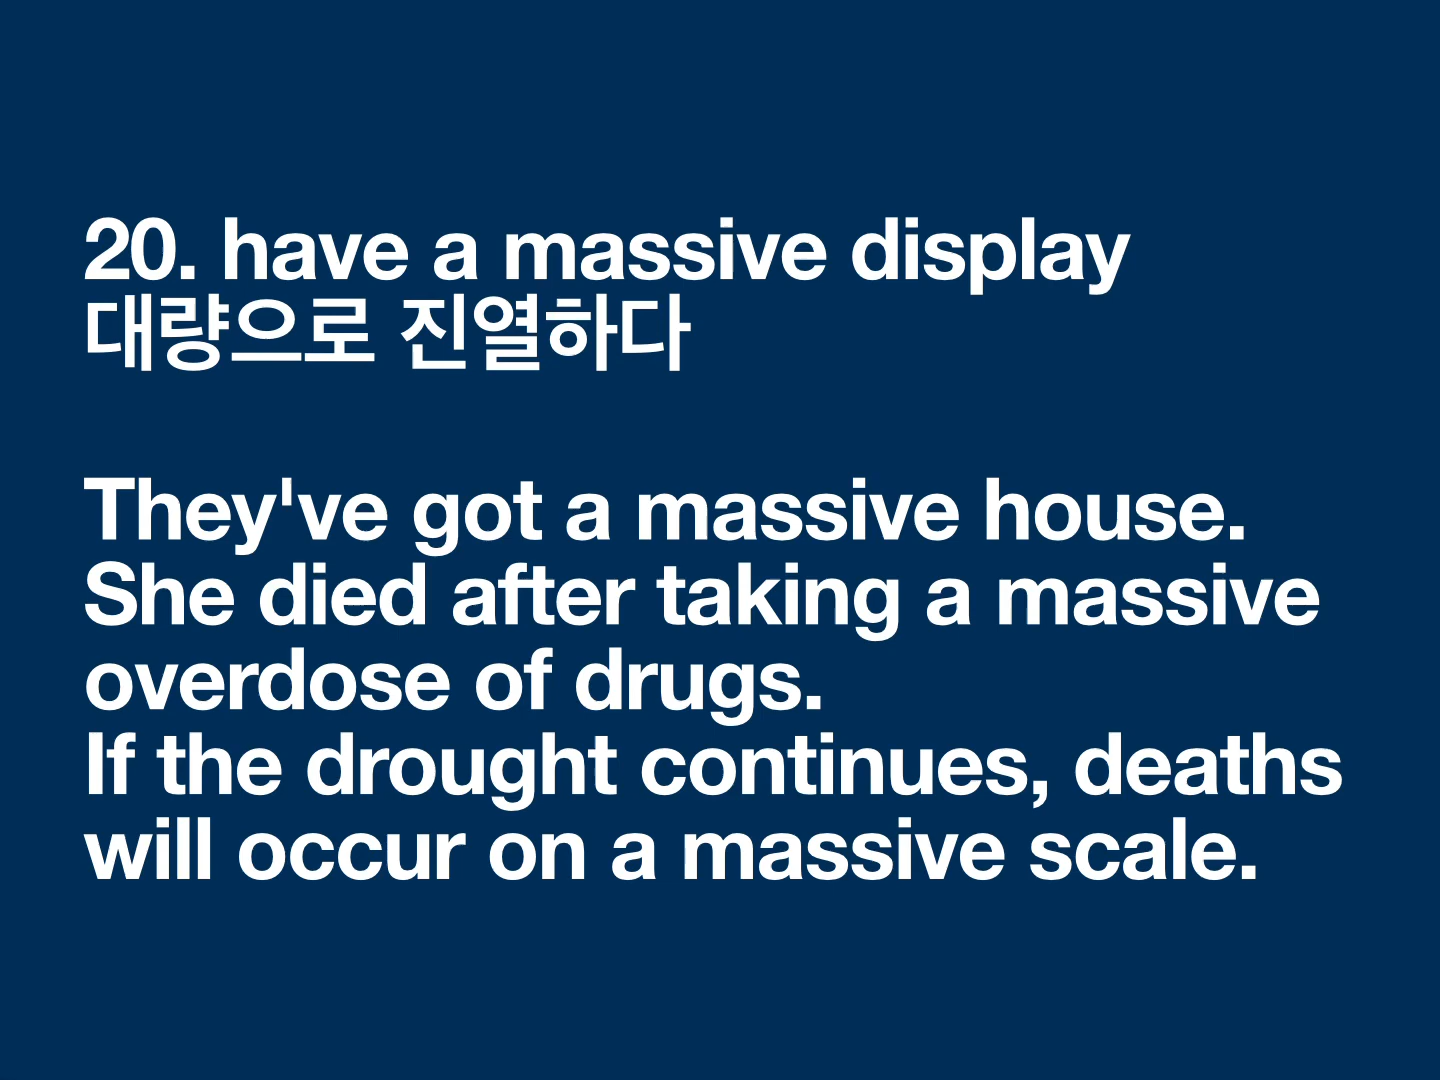 20. have a massive display
대량으로 진열하다
They've got a massive house.
She died after taking a massive
overdose of drugs.
If the drought continues, deaths
will occur on a massive scale.